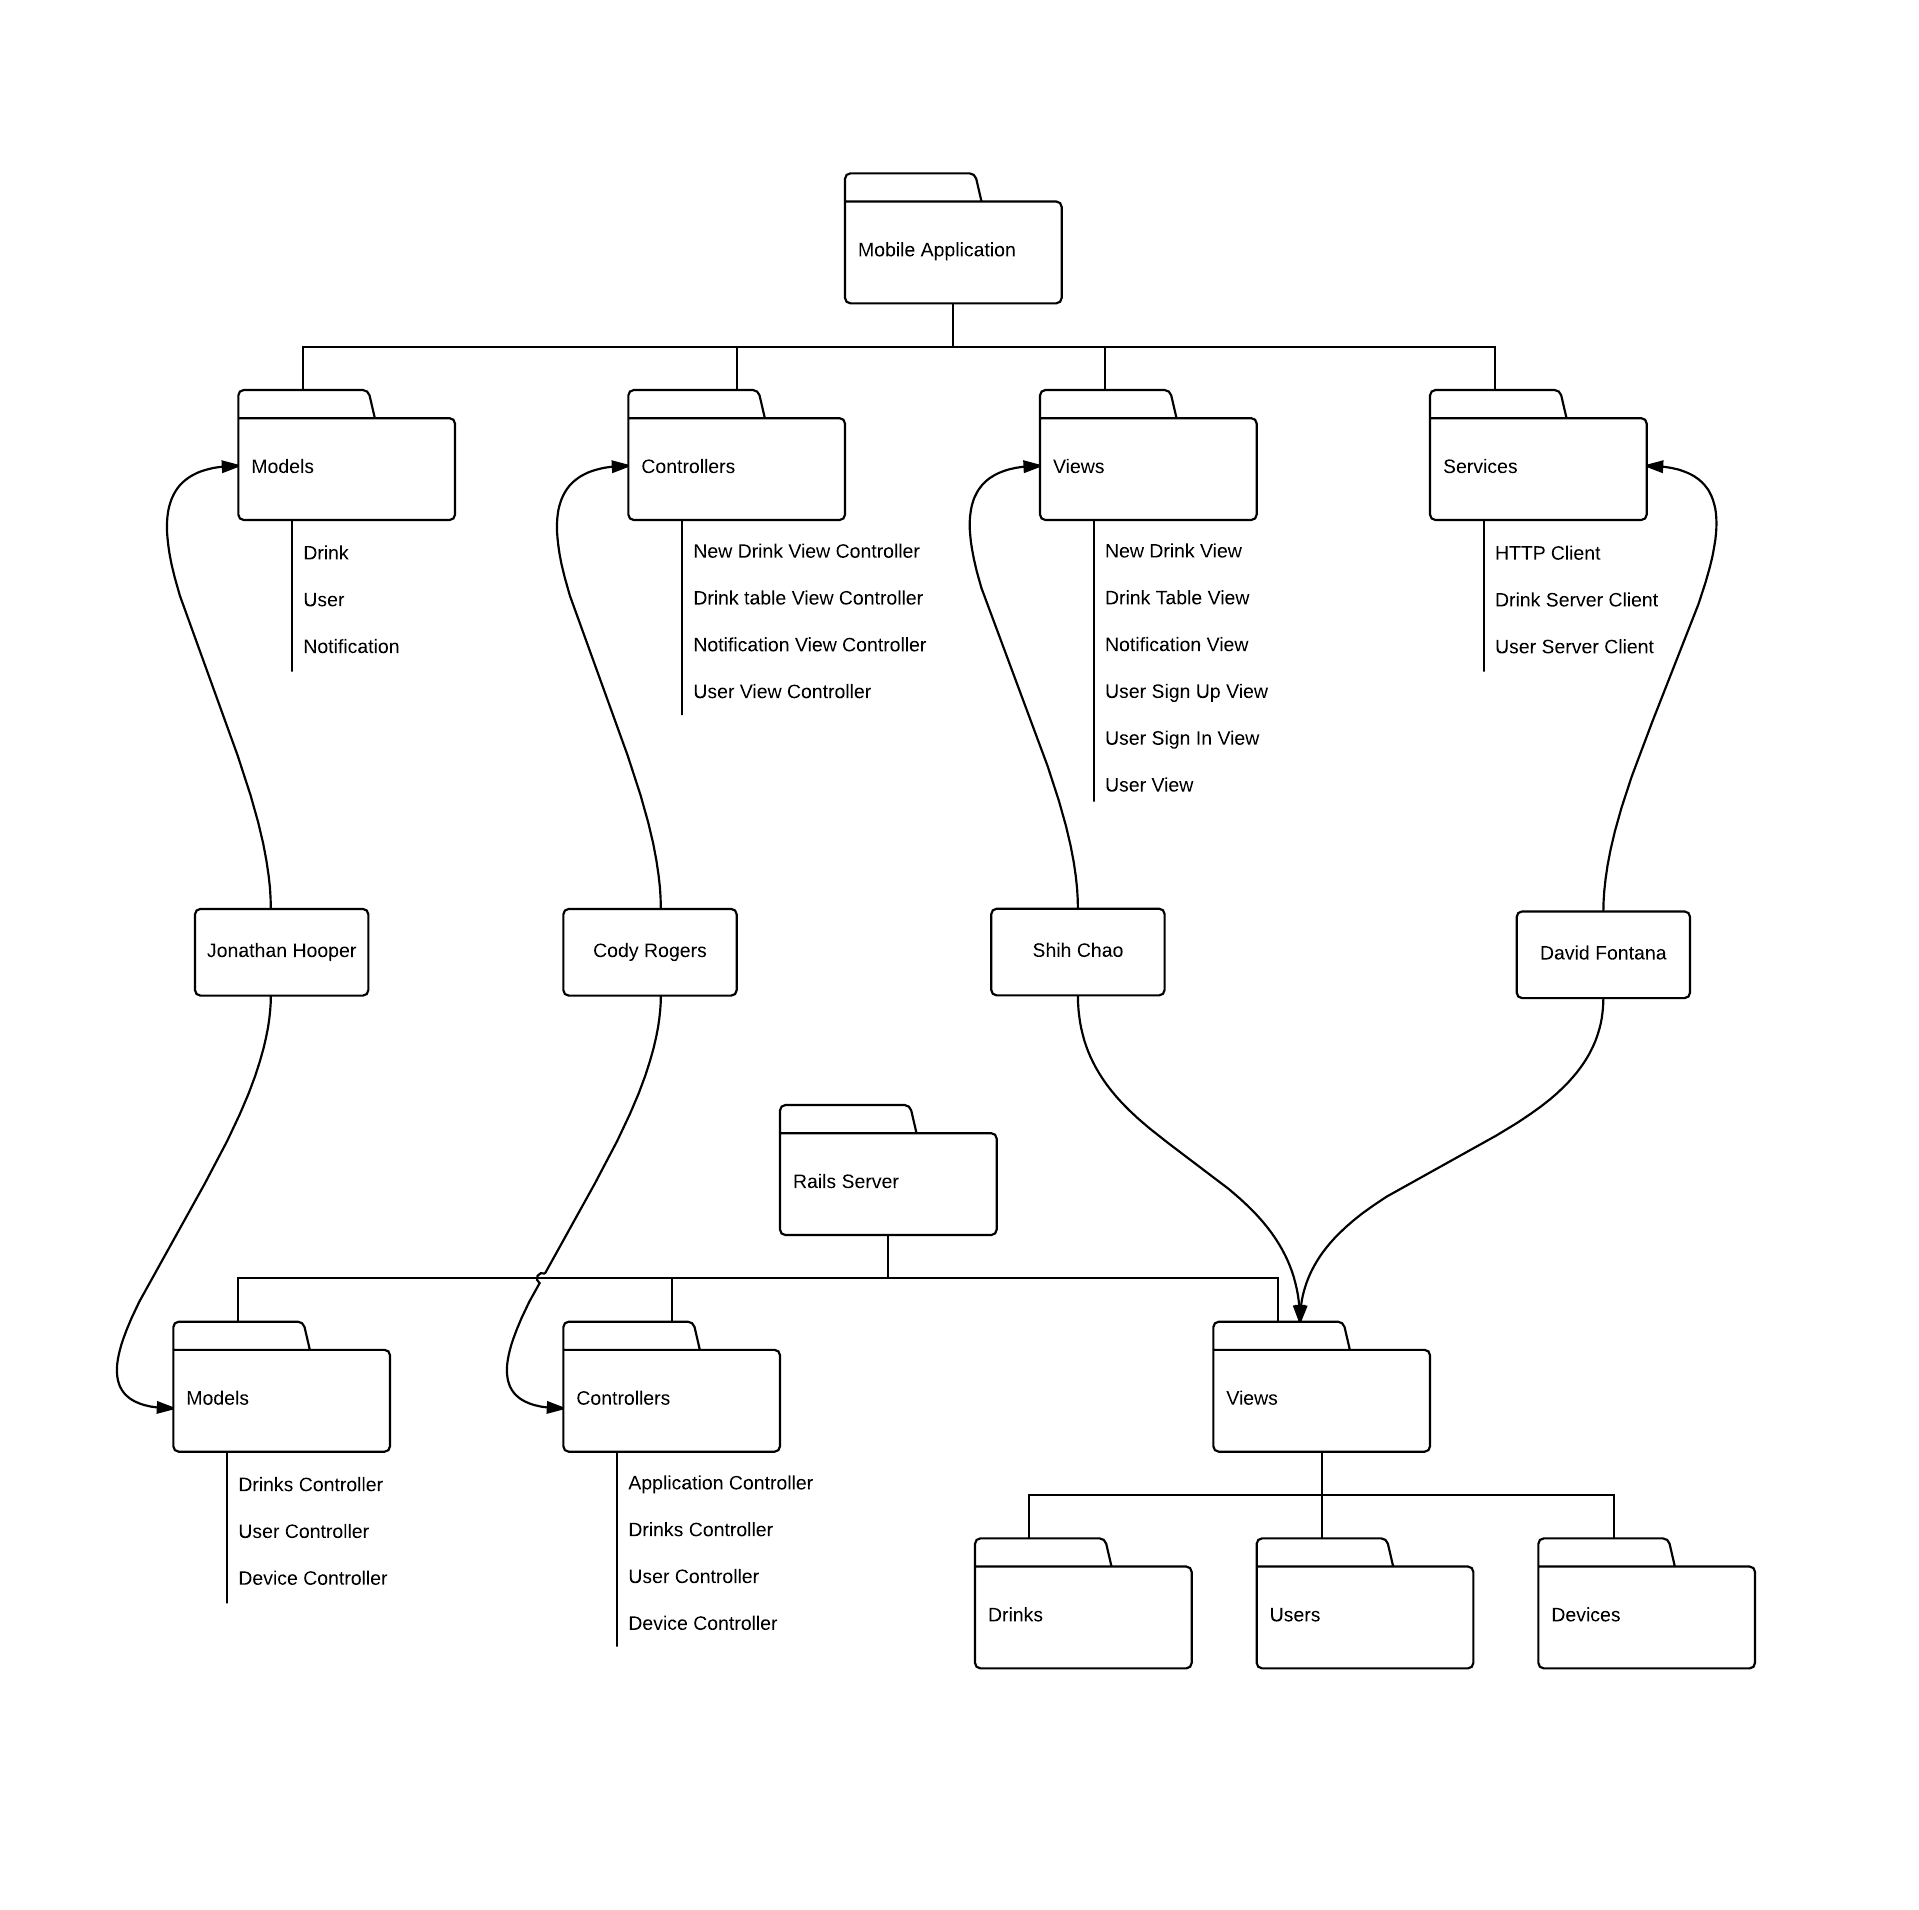 Mobile Application
Models
Controllers
Views
Services
Drink
User
Notification
New Drink View Controller
Drink table View Controller
Notification View Controller
User View Controller
New Drink View
Drink Table View
Notification View
User Sign Up View
User Sign In View
User View
HTTP Client
Drink Server Client
User Server Client
Jonathan Hooper
Cody Rogers
Shih Chao
David Fontana
Rails Server
Models
Controllers
Views
Drinks Controller
User Controller
Device Controller
Application Controller
Drinks Controller
User Controller
Device Controller
Drinks
Users
Devices